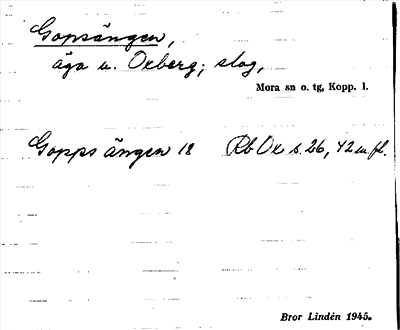 Gopsängen,
äga u. Oxberg; slog,
Mora sn o. tg, Kopp. l.
Gopps ängen 18 Rb Ox s. 26, 42 m. fl.
Bror Lindén 1945.